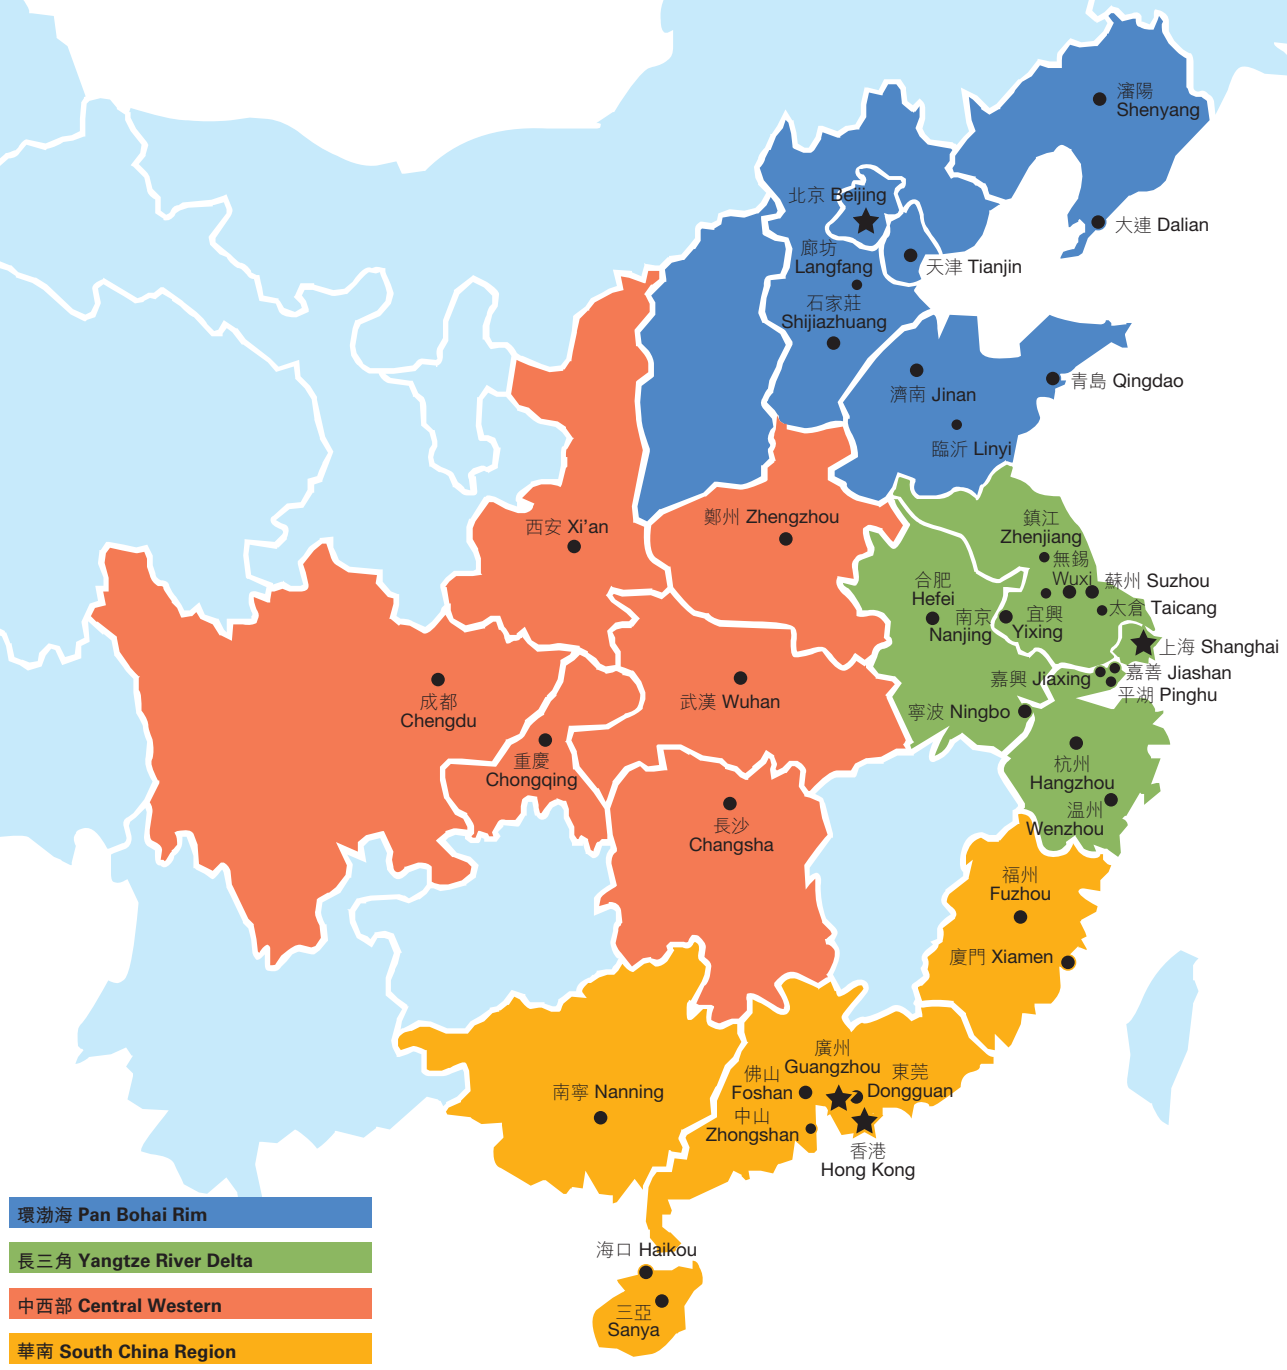 瀋陽
Shenyang
北京 Beijing
大連 Dalian
廊坊
Langfang
天津 Tianjin
石家莊
Shijiazhuang
濟南 Jinan
青島 Qingdao
臨沂 Linyi
西安 Xi’an
鄭州 Zhengzhou
鎮江
Zhenjiang
無錫
Wuxi
蘇州 Suzhou
合肥
Hefei
太倉 Taicang
南京
Nanjing
宜興
Yixing
上海 Shanghai
嘉興 Jiaxing
嘉善 Jiashan
平湖 Pinghu
成都
Chengdu
武漢 Wuhan
寧波 Ningbo
重慶
Chongqing
杭州
Hangzhou
温州
Wenzhou
長沙
Changsha
福州
Fuzhou
廈門 Xiamen
廣州
Guangzhou
佛山
Foshan
東莞
Dongguan
南寧 Nanning
中山
Zhongshan
香港
Hong Kong
海口 Haikou
三亞
Sanya
環渤海 Pan Bohai Rim
長三角 Yangtze River Delta
中西部 Central Western
華南 South China Region